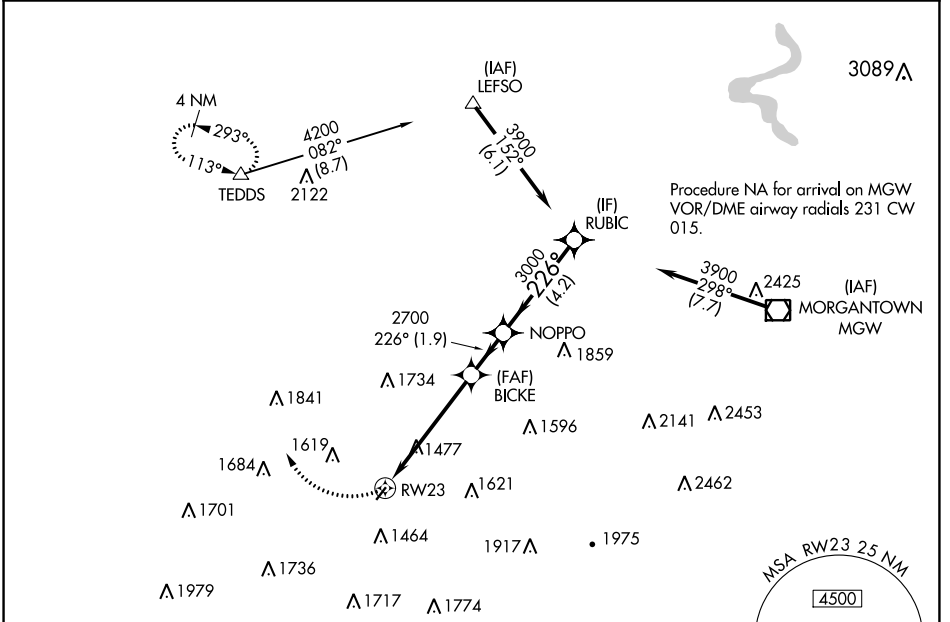 (IAF)
LEFSO
3089
4 NM
293°
113°
TEDDS
4200
082°
(8.7)
2122
3900
152°
(6.1)
(IF)
RUBIC
Procedure NA for arrival on MGW
VOR/DME airway radials 231 CW
015.
3000
226°
(4.2)
3900
298°
(7.7)
2425
(IAF)
MORGANTOWN
MGW
2700
226° (1.9)
NOPPO
1859
1734
(FAF)
BICKE
1841
1596
2141
2453
1619
1477
1684
RW23
1621
2462
1701
1464
1917
1975
1736
1979
1717
1774
MSA RW23 25 NM
4500